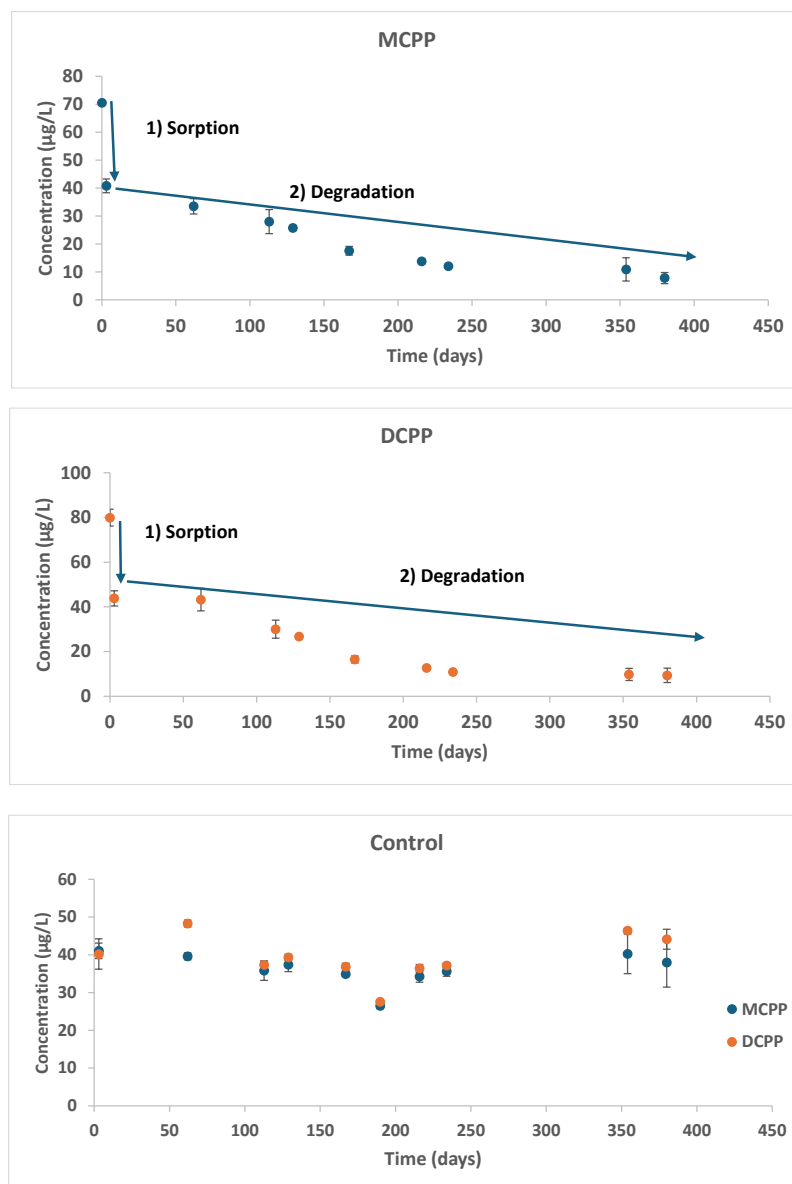 MCPP
80
70
60
50
40
30
20
10
0
Concentration (µg/L)
1) Sorption
2) Degradation
0 50 100 150 200 250 300 350 400 450
Time (days)
DCPP
100
80
60
40
20
0
Concentration (µg/L)
1) Sorption
2) Degradation
0 50 100 150 200 250 300 350 400 450
Time (days)
Control
60
50
40
30
20
10
0
Concentration (µg/L)
MCPP
DCPP
0 50 100 150 200 250 300 350 400 450
Time (days)